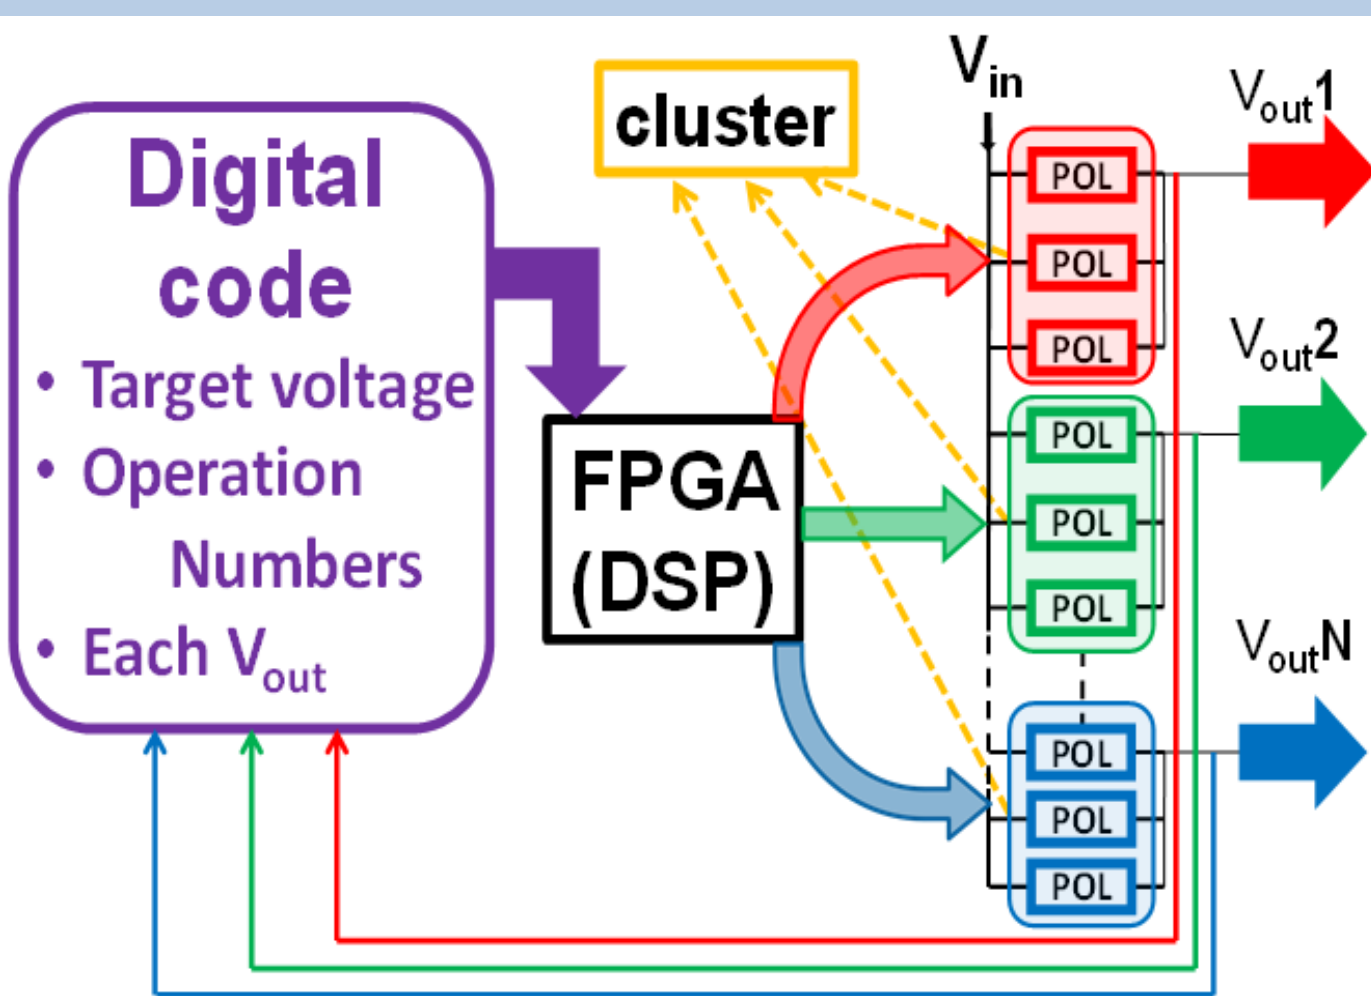 Digital
code
• Target voltage
• Operation
Numbers
• Each Vout
cluster
FPGA
(DSP)
Vin
POL
POL
POL
Vout1
POL
POL
POL
Vout2
POL
POL
POL
VoutN